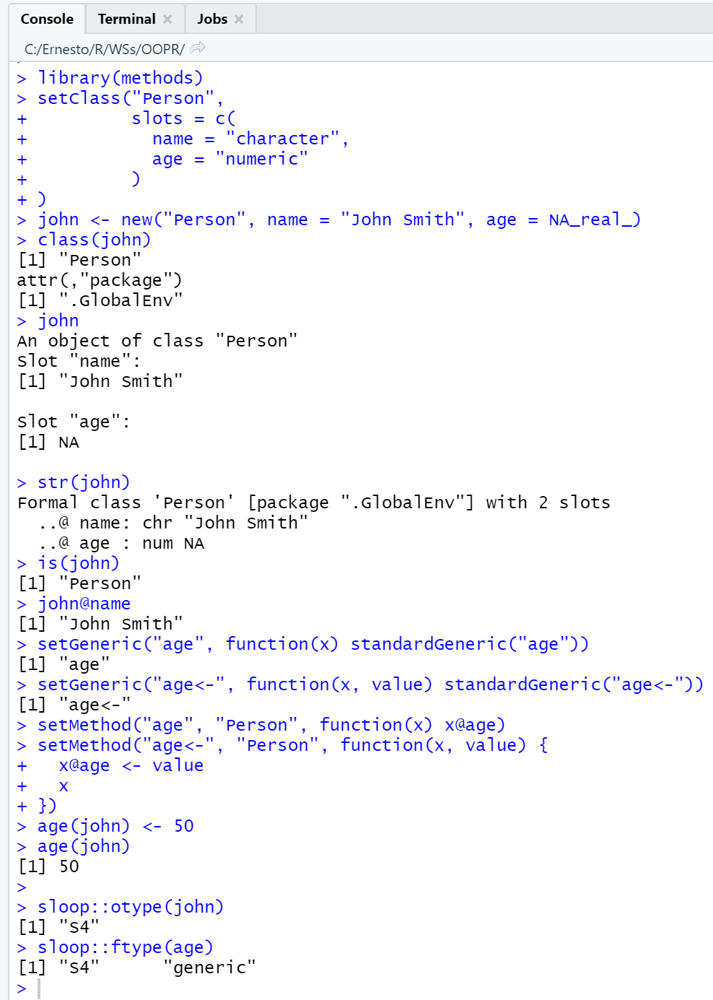 Console Terminal Jobs
C:/Ernesto/R/WSs/OOPR/
> library(methods)
> setClass("Person",
+          slots = c(
+            name = "character",
+            age = "numeric"
+          )
+ )
> john <- new("Person", name = "John Smith", age = NA_real_)
> class(john)
[1] "Person"
attr(,"package")
[1] ".GlobalEnv"
> john
An object of class "Person"
Slot "name":
[1] "John Smith"

Slot "age":
[1] NA

> str(john)
Formal class 'Person' [package ".GlobalEnv"] with 2 slots
  ..@ name: chr "John Smith"
  ..@ age : num NA
> is(john)
[1] "Person"
> john@name
[1] "John Smith"
> setGeneric("age", function(x) standardGeneric("age"))
[1] "age"
> setGeneric("age<-", function(x, value) standardGeneric("age<-"))
[1] "age<-"
> setMethod("age", "Person", function(x) x@age)
> setMethod("age<-", "Person", function(x, value) {
+   x@age <- value
+   x
+ })
> age(john) <- 50
> age(john)
[1] 50
>
> sloop::otype(john)
[1] "S4"
> sloop::ftype(age)
[1] "S4"      "generic"
>